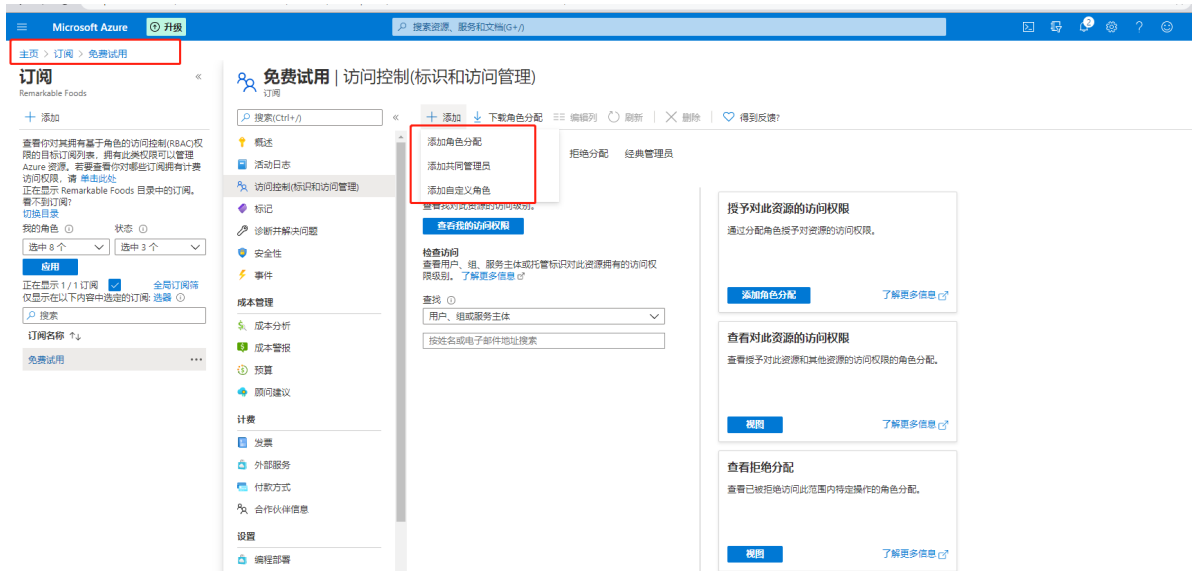 Microsoft Azure
升级
搜索资源、服务和文档(G+/)
2
主页 > 订阅 > 免费试用
订阅
Remarkable Foods
添加
查看你对其拥有基于角色的访问控制(RBAC)权
限的目标订阅列表，拥有此类权限可以管理
Azure 资源。若要查看你对哪些订阅拥有计费
访问权限，请 单击此处
正在显示 Remarkable Foods 目录中的订阅。
看不到订阅?
切换目录
我的角色
状态
选中 8 个
选中 3 个
应用
正在显示 1 / 1 订阅
全局订阅筛
仅显示在以下内容中选定的订阅: 选器
搜索
订阅名称
免费试用
免费试用 | 访问控制(标识和访问管理)
订阅
搜索(Ctrl+/)
概述
活动日志
访问控制(标识和访问管理)
标记
诊断并解决问题
安全性
事件
成本管理
成本分析
成本警报
预算
顾问建议
计费
发票
外部服务
付款方式
合作伙伴信息
设置
编程部署
添加
下载角色分配
编辑列
刷新
删除
得到反馈?
添加角色分配
添加共同管理员
添加自定义角色
拒绝分配
经典管理员
查看我对此资源的访问级别。
查看我的访问权限
检查访问
查看用户、组、服务主体或托管标识对此资源拥有的访问权
限级别。 了解更多信息
查找
用户、组或服务主体
按姓名或电子邮件地址搜索
授予对此资源的访问权限
通过分配角色授予对资源的访问权限。
添加角色分配
了解更多信息
查看对此资源的访问权限
查看授予对此资源和其他资源的访问权限的角色分配。
视图
了解更多信息
查看拒绝分配
查看已被拒绝访问此范围内特定操作的角色分配。
视图
了解更多信息